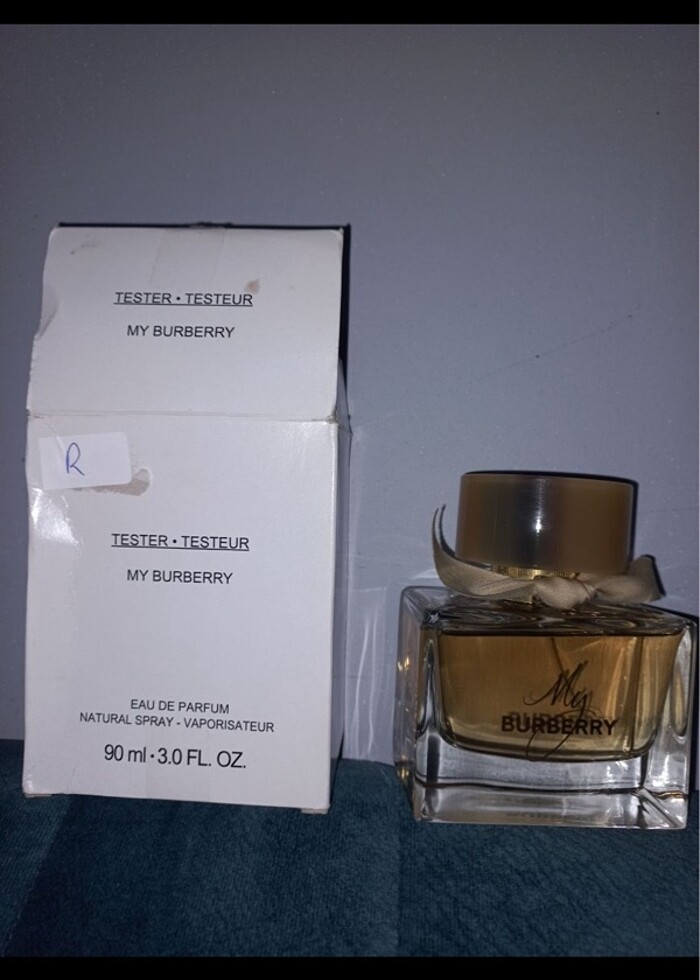 TESTER • TESTEUR
MY BURBERRY
R
TESTER • TESTEUR
MY BURBERRY
EAU DE PARFUM
NATURAL SPRAY - VAPORISATEUR
90 ml • 3.0 FL. OZ.
My
BURBERRY